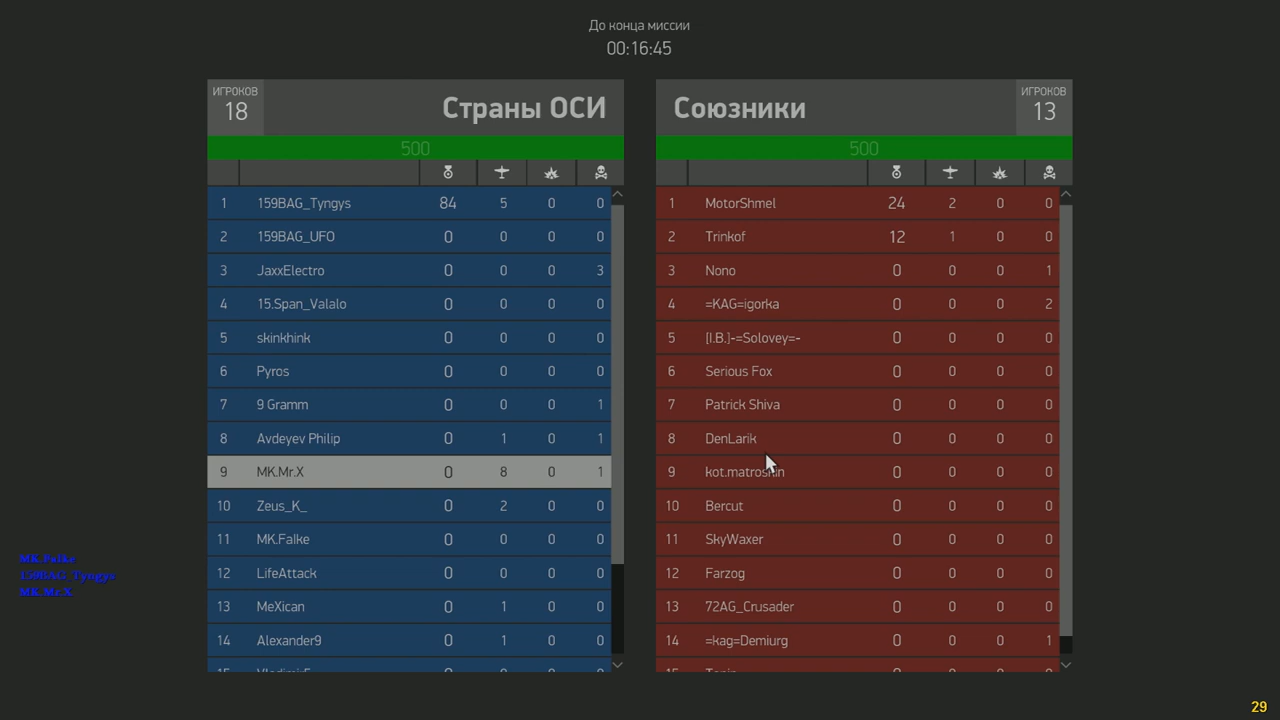 До конца миссии
00:16:45
ИГРОКОВ
18
Страны ОСИ
500
1 159BAG_Tyngys 84 5 0 0
2 159BAG_UFO 0 0 0 0
3 JaxxElectro 0 0 0 3
4 15.Span_Valalo 0 0 0 0
5 skinkhink 0 0 0 0
6 Pyros 0 0 0 0
7 9 Gramm 0 0 0 1
8 Avdeyev Philip 0 1 0 1
9 MK.Mr.X 0 8 0 1
10 Zeus_K_ 0 2 0 0
11 MK.Falke 0 0 0 0
12 LifeAttack 0 0 0 0
13 MeXican 0 1 0 0
14 Alexander9 0 1 0 0
Союзники
ИГРОКОВ
13
500
1 MotorShmel 24 2 0 0
2 Trinkof 12 1 0 0
3 Nono 0 0 0 1
4 =KAG=igorka 0 0 0 2
5 [I.B.]-=Solovey=- 0 0 0 0
6 Serious Fox 0 0 0 0
7 Patrick Shiva 0 0 0 0
8 DenLarik 0 0 0 0
9 kot.matroskin 0 0 0 0
10 Bercut 0 0 0 0
11 SkyWaxer 0 0 0 0
12 Farzog 0 0 0 0
13 72AG_Crusader 0 0 0 0
14 =kag=Demiurg 0 0 0 1
MK.Falke
159BAG_Tyngys
MK.Mr.X
29